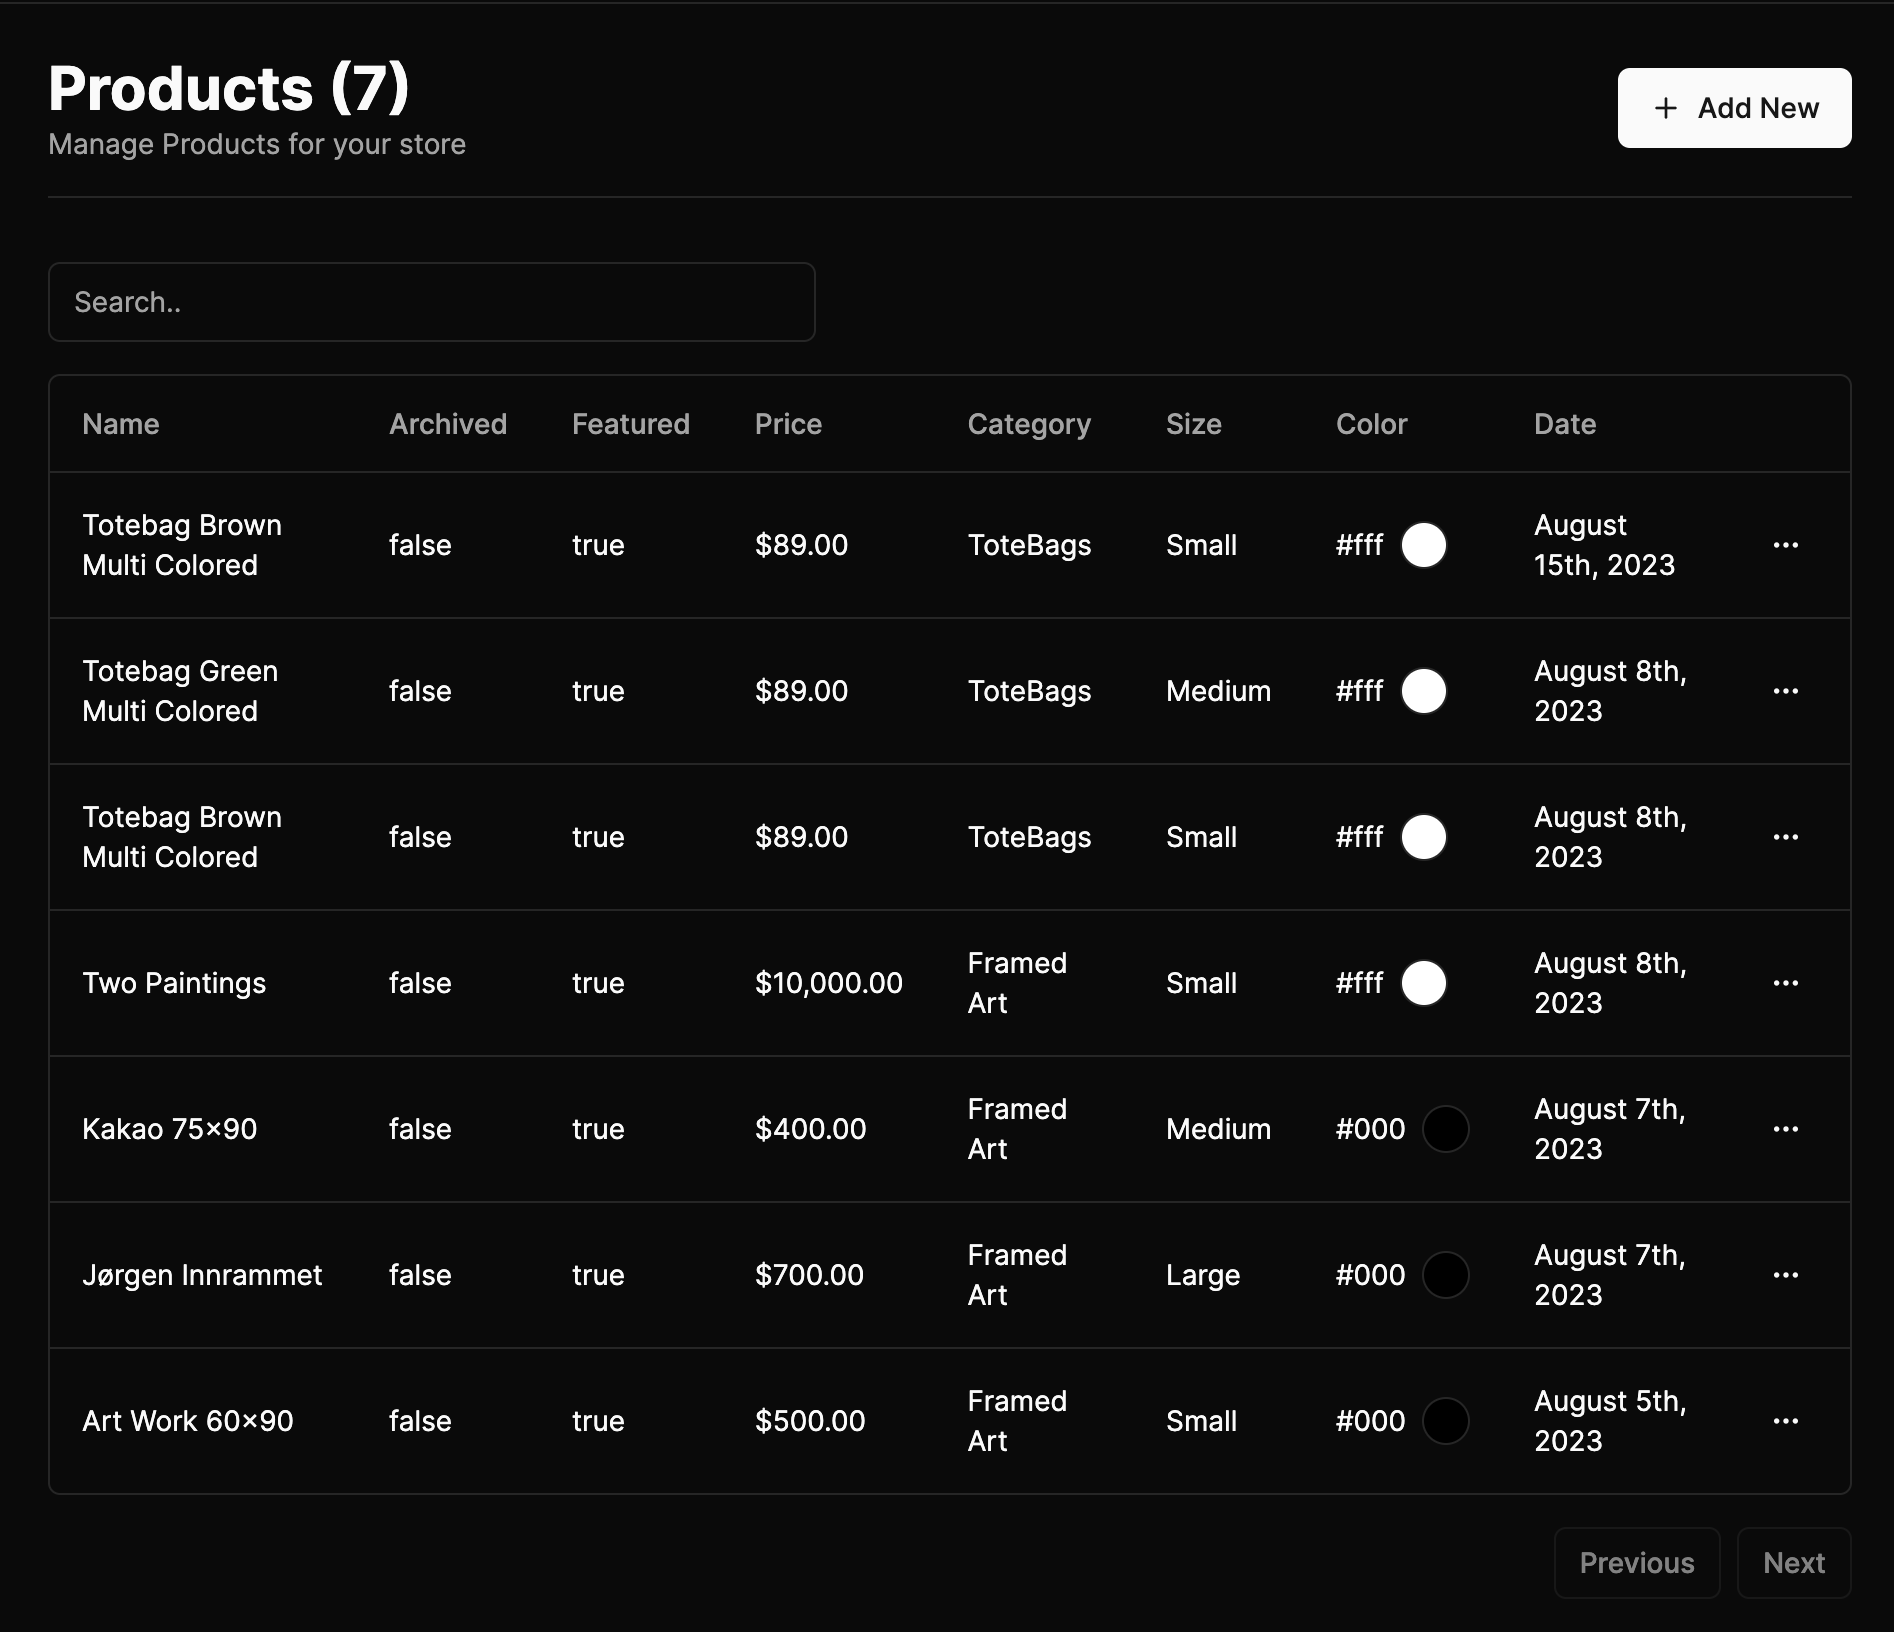 Products (7)
Manage Products for your store
+ Add New
Search..
Name Archived Featured Price Category Size Color Date
Totebag Brown
Multi Colored
false true $89.00 ToteBags Small #fff
August
15th, 2023
Totebag Green
Multi Colored
false true $89.00 ToteBags Medium #fff
August 8th,
2023
Totebag Brown
Multi Colored
false true $89.00 ToteBags Small #fff
August 8th,
2023
Two Paintings false true $10,000.00
Framed
Art
Small #fff
August 8th,
2023
Kakao 75×90 false true $400.00
Framed
Art
Medium #000
August 7th,
2023
Jørgen Innrammet false true $700.00
Framed
Art
Large #000
August 7th,
2023
Art Work 60×90 false true $500.00
Framed
Art
Small #000
August 5th,
2023
Previous Next